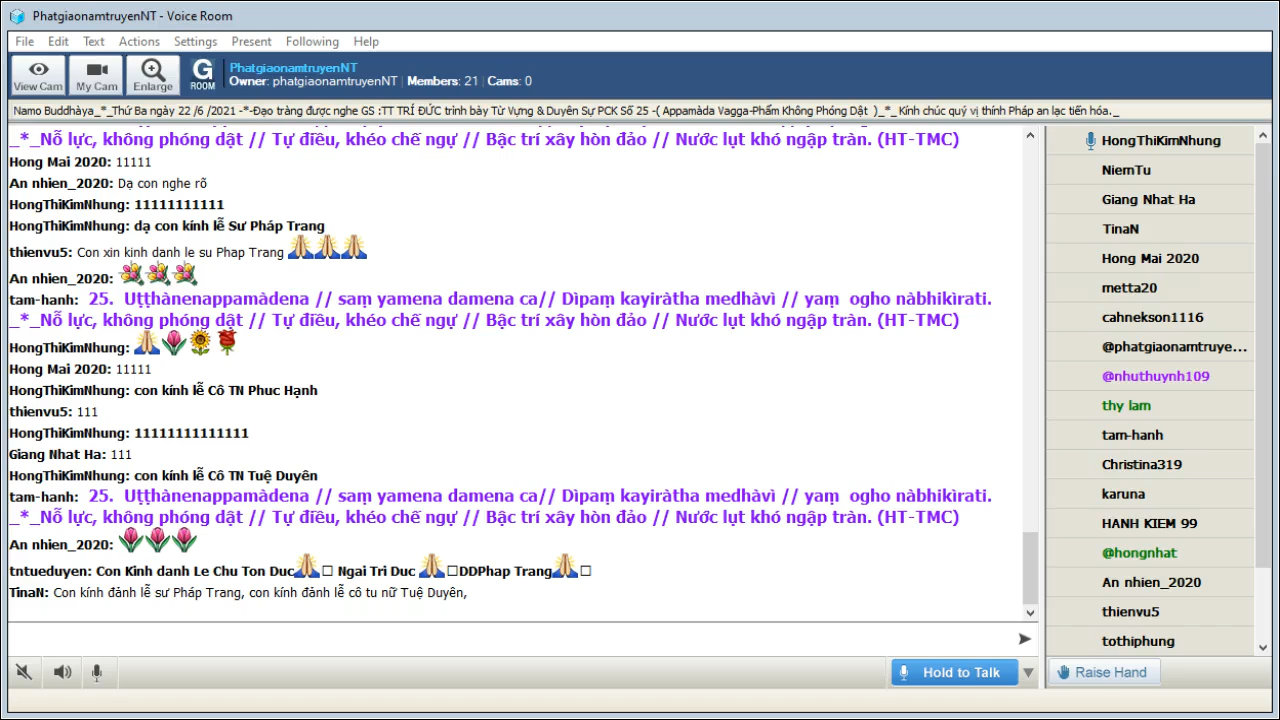 PhatgiaonamtruyenNT - Voice Room
File Edit Text Actions Settings Present Following Help
View Cam My Cam Enlarge G ROOM
PhatgiaonamtruyenNT
Owner: phatgiaonamtruyenNT | Members: 21 | Cams: 0
Namo Buddhàya_*_Thứ Ba ngày 22 /6 /2021 -*-Đạo tràng được nghe GS :TT TRÍ ĐỨC trình bày Từ Vựng & Duyên Sự PCK Số 25 -( Appamàda Vagga-Phẩm Không Phóng Dật )_*_Kính chúc quý vị thính Pháp an lạc tiến hóa._
_*_Nỗ lực, không phóng dật // Tự điều, khéo chế ngự // Bậc trí xây hòn đảo // Nước lụt khó ngập tràn. (HT-TMC)
Hong Mai 2020: 11111
An nhien_2020: Dạ con nghe rõ
HongThiKimNhung: 11111111111
HongThiKimNhung: dạ con kính lễ Sư Pháp Trang
thienvu5: Con xin kinh danh le su Phap Trang
An nhien_2020:
tam-hanh: 25. Uṭṭhànenappamàdena // saṃ yamena damena ca// Dìpaṃ kayiràtha medhàvì // yaṃ ogho nàbhikìrati.
_*_Nỗ lực, không phóng dật // Tự điều, khéo chế ngự // Bậc trí xây hòn đảo // Nước lụt khó ngập tràn. (HT-TMC)
HongThiKimNhung:
Hong Mai 2020: 11111
HongThiKimNhung: con kính lễ Cô TN Phuc Hạnh
thienvu5: 111
HongThiKimNhung: 11111111111111
Giang Nhat Ha: 111
HongThiKimNhung: con kính lễ Cô TN Tuệ Duyên
tam-hanh: 25. Uṭṭhànenappamàdena // saṃ yamena damena ca// Dìpaṃ kayiràtha medhàvì // yaṃ ogho nàbhikìrati.
_*_Nỗ lực, không phóng dật // Tự điều, khéo chế ngự // Bậc trí xây hòn đảo // Nước lụt khó ngập tràn. (HT-TMC)
An nhien_2020:
tntueduyen: Con Kinh danh Le Chu Ton Duc Ngai Tri Duc DDPhap Trang
TinaN: Con kính đảnh lễ sư Pháp Trang, con kính đảnh lễ cô tu nữ Tuệ Duyên,
HongThiKimNhung
NiemTu
Giang Nhat Ha
TinaN
Hong Mai 2020
metta20
cahnekson1116
@phatgiaonamtruye...
@nhuthuynh109
thy lam
tam-hanh
Christina319
karuna
HANH KIEM 99
@hongnhat
An nhien_2020
thienvu5
tothiphung
Hold to Talk
Raise Hand